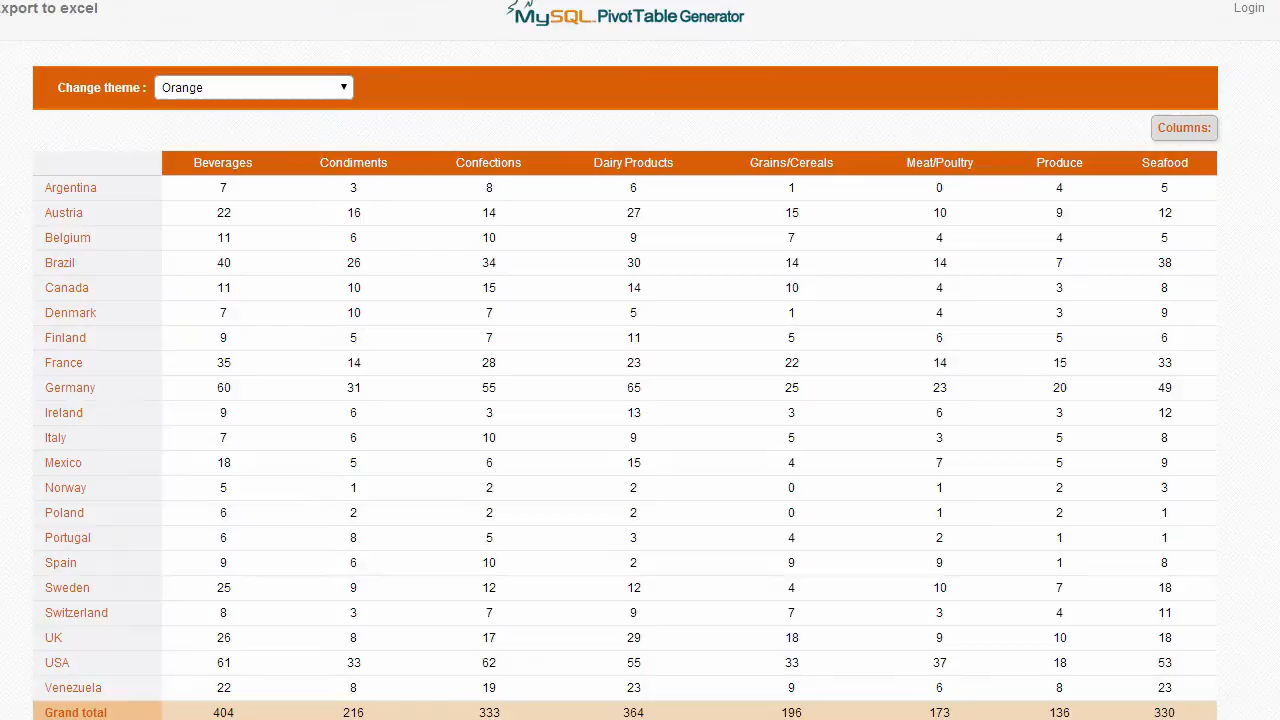 xport to excel
MySQL PivotTable Generator
Login
Change theme : Orange
Columns:
Beverages Condiments Confections Dairy Products Grains/Cereals Meat/Poultry Produce Seafood
Argentina 7 3 8 6 1 0 4 5
Austria 22 16 14 27 15 10 9 12
Belgium 11 6 10 9 7 4 4 5
Brazil 40 26 34 30 14 14 7 38
Canada 11 10 15 14 10 4 3 8
Denmark 7 10 7 5 1 4 3 9
Finland 9 5 7 11 5 6 5 6
France 35 14 28 23 22 14 15 33
Germany 60 31 55 65 25 23 20 49
Ireland 9 6 3 13 3 6 3 12
Italy 7 6 10 9 5 3 5 8
Mexico 18 5 6 15 4 7 5 9
Norway 5 1 2 2 0 1 2 3
Poland 6 2 2 2 0 1 2 1
Portugal 6 8 5 3 4 2 1 1
Spain 9 6 10 2 9 9 1 8
Sweden 25 9 12 12 4 10 7 18
Switzerland 8 3 7 9 7 3 4 11
UK 26 8 17 29 18 9 10 18
USA 61 33 62 55 33 37 18 53
Venezuela 22 8 19 23 9 6 8 23
Grand total 404 216 333 364 196 173 136 330